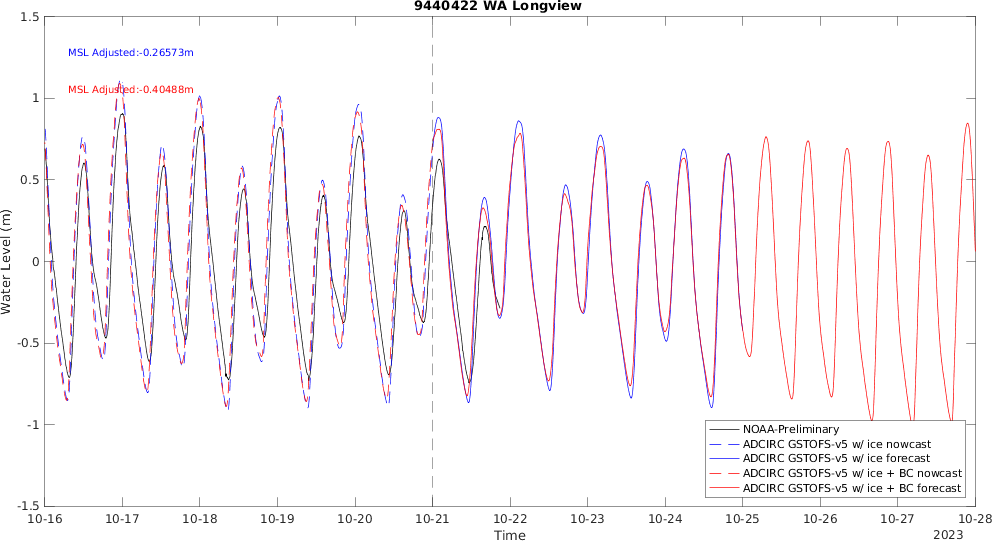 9440422 WA Longview
1.5
1
0.5
0
-0.5
-1
-1.5
Water Level (m)
MSL Adjusted:-0.26573m
MSL Adjusted:-0.40488m
NOAA-Preliminary
ADCIRC GSTOFS-v5 w/ ice nowcast
ADCIRC GSTOFS-v5 w/ ice forecast
ADCIRC GSTOFS-v5 w/ ice + BC nowcast
ADCIRC GSTOFS-v5 w/ ice + BC forecast
10-16 10-17 10-18 10-19 10-20 10-21 10-22 10-23 10-24 10-25 10-26 10-27 10-28
Time
2023